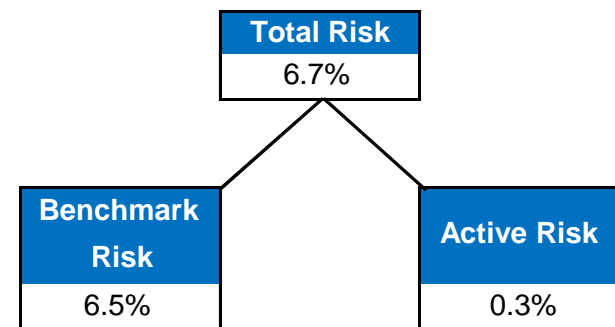 Total Risk
6.7%
Benchmark
Risk
6.5%
Active Risk
0.3%